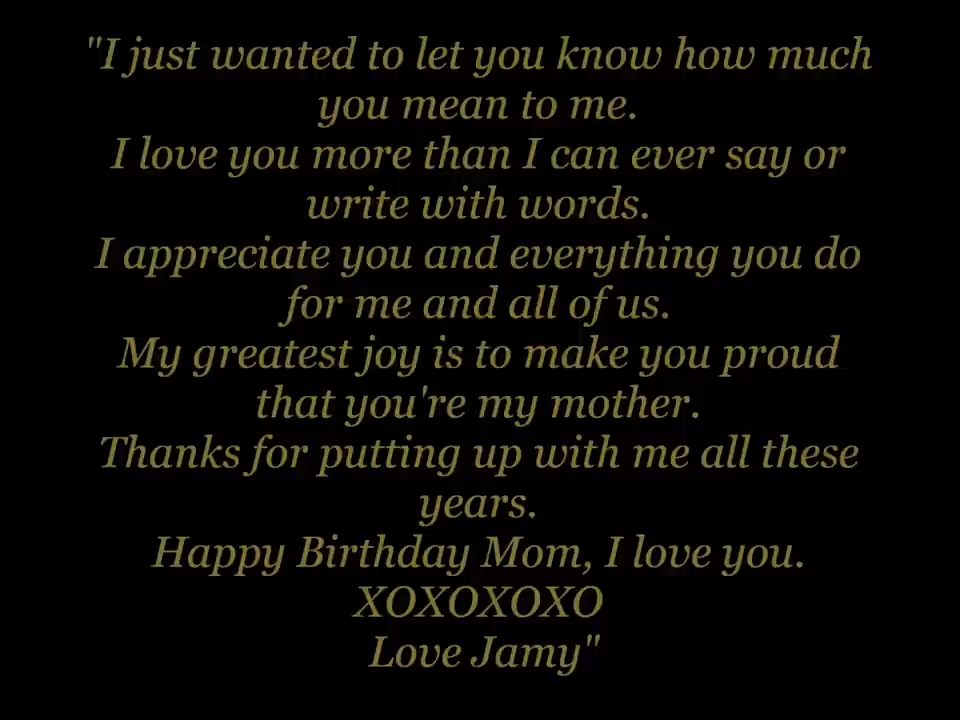 "I just wanted to let you know how much
you mean to me.
I love you more than I can ever say or
write with words.
I appreciate you and everything you do
for me and all of us.
My greatest joy is to make you proud
that you're my mother.
Thanks for putting up with me all these
years.
Happy Birthday Mom, I love you.
XOXOXOXO
Love Jamy"